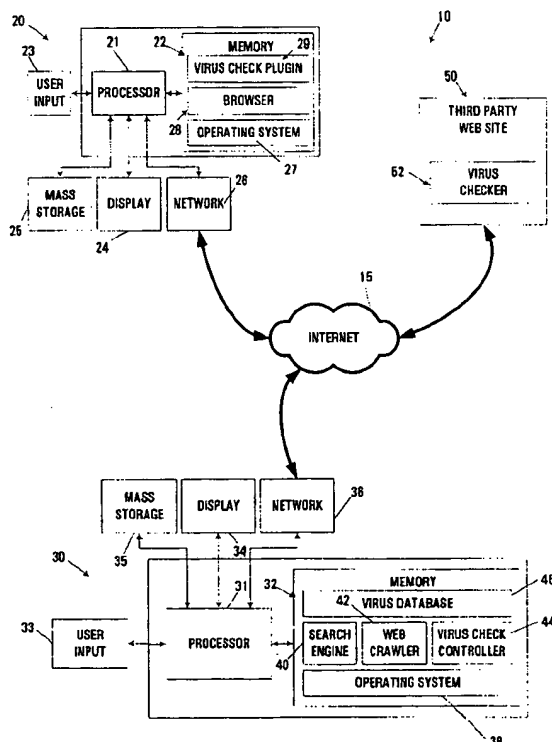 20
10
23
21
22
MEMORY
29
VIRUS CHECK PLUGIN
USER
INPUT
PROCESSOR
BROWSER
28
OPERATING SYSTEM
27
50
THIRD PARTY
WEB SITE
52
VIRUS
CHECKER
MASS
STORAGE
25
DISPLAY
24
NETWORK
26
15
INTERNET
MASS
STORAGE
35
DISPLAY
34
NETWORK
36
30
31
32
MEMORY
46
VIRUS DATABASE
42
33
USER
INPUT
PROCESSOR
SEARCH
ENGINE
40
WEB
CRAWLER
VIRUS CHECK
CONTROLLER
44
OPERATING SYSTEM
38